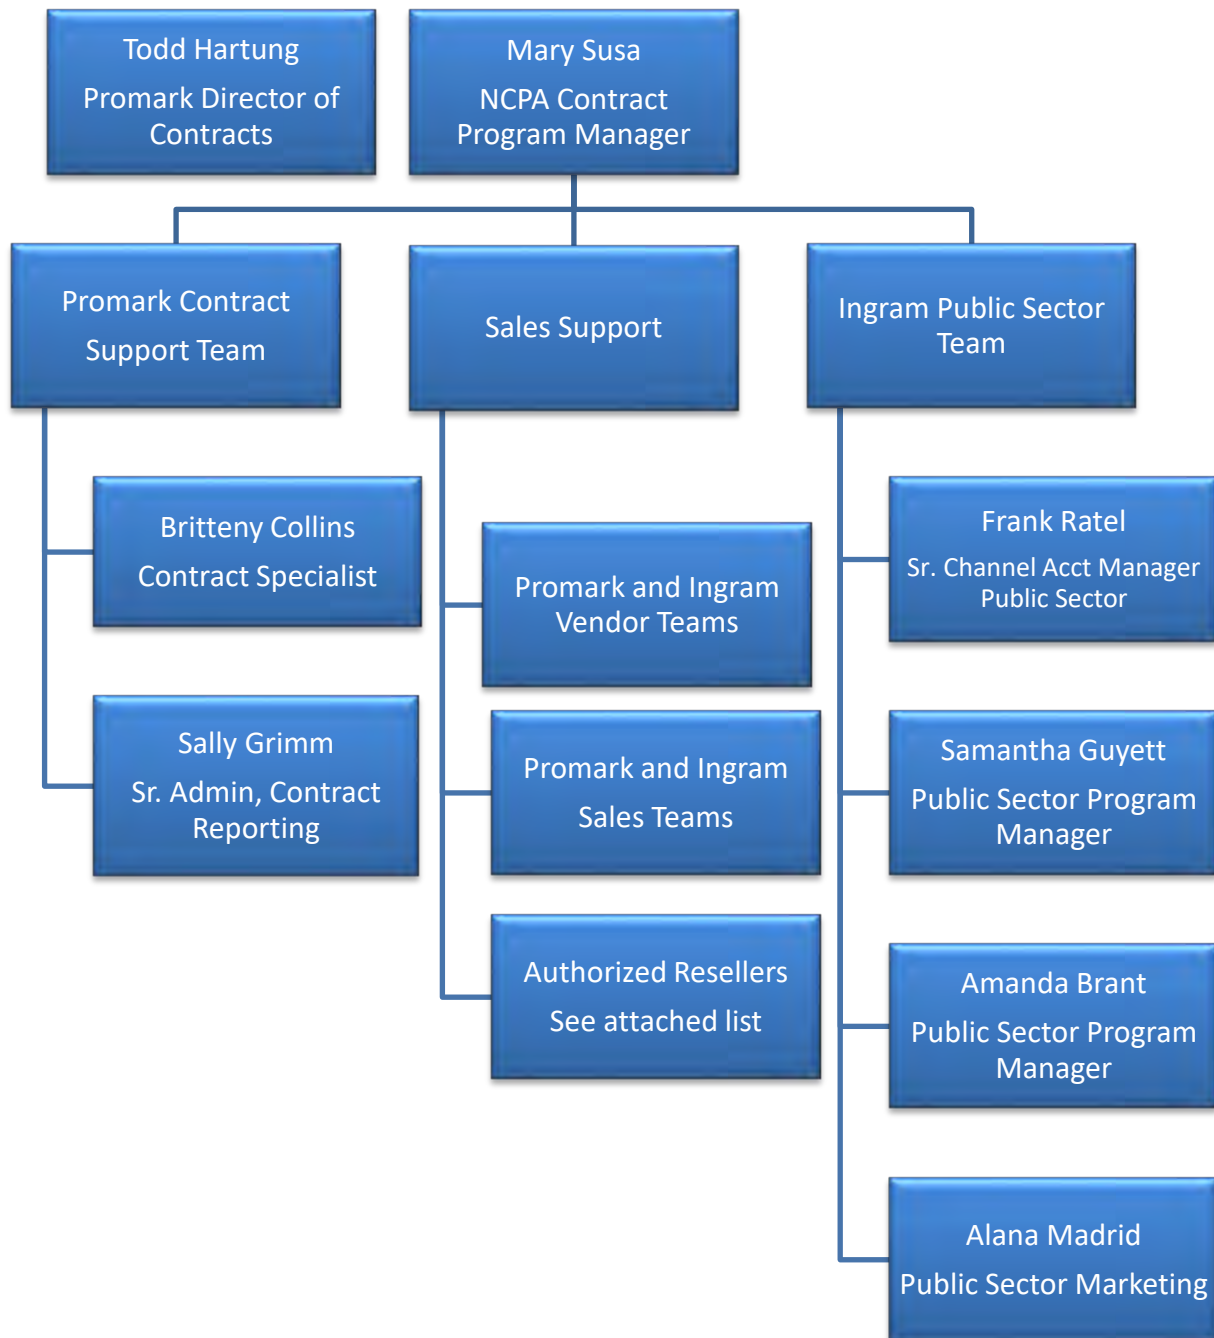 Todd Hartung
Promark Director of
Contracts
Mary Susa
NCPA Contract
Program Manager
Promark Contract
Support Team
Sales Support
Ingram Public Sector
Team
Britteny Collins
Contract Specialist
Sally Grimm
Sr. Admin, Contract
Reporting
Promark and Ingram
Vendor Teams
Promark and Ingram
Sales Teams
Authorized Resellers
See attached list
Frank Ratel
Sr. Channel Acct Manager
Public Sector
Samantha Guyett
Public Sector Program
Manager
Amanda Brant
Public Sector Program
Manager
Alana Madrid
Public Sector Marketing